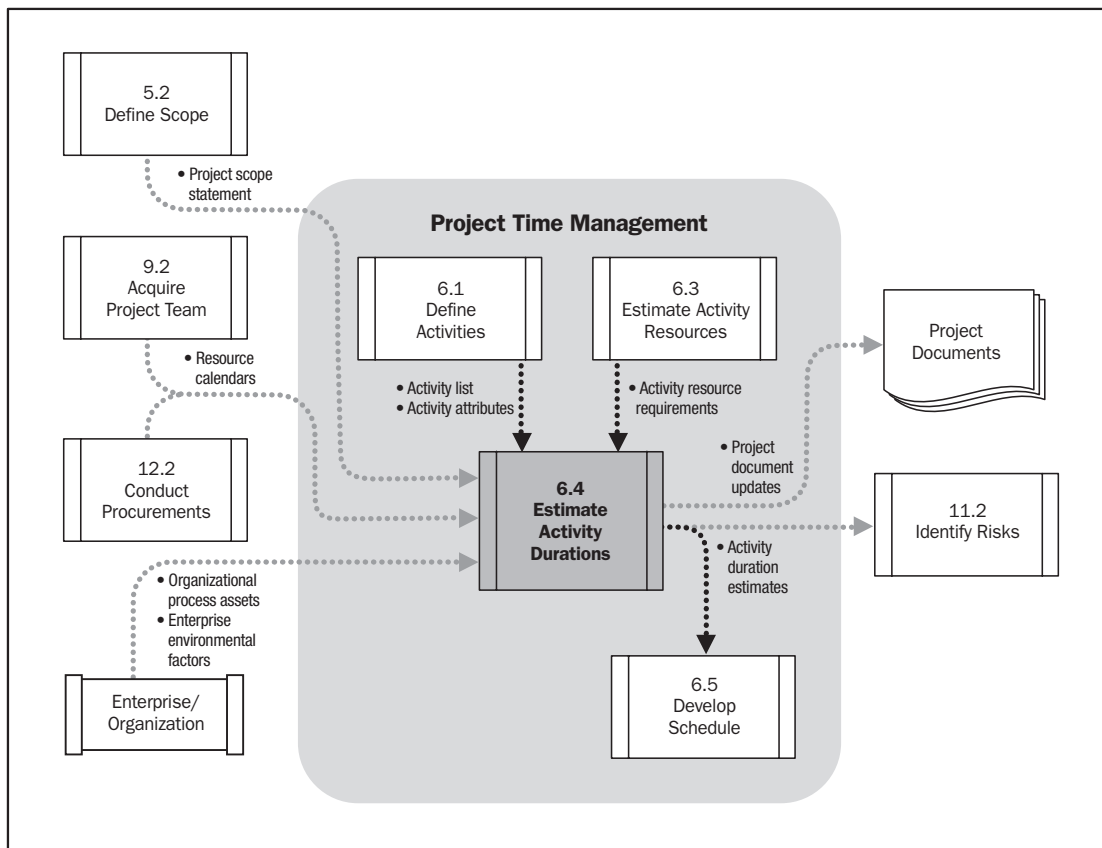 5.2
Define Scope
• Project scope
statement
Project Time Management
9.2
Acquire
Project Team
• Resource
calendars
6.1
Define
Activities
6.3
Estimate Activity
Resources
Project
Documents
• Activity list
• Activity attributes
• Activity resource
requirements
12.2
Conduct
Procurements
6.4
Estimate
Activity
Durations
• Project
document
updates
11.2
Identify Risks
• Activity
duration
estimates
• Organizational
process assets
• Enterprise
environmental
factors
Enterprise/
Organization
6.5
Develop
Schedule